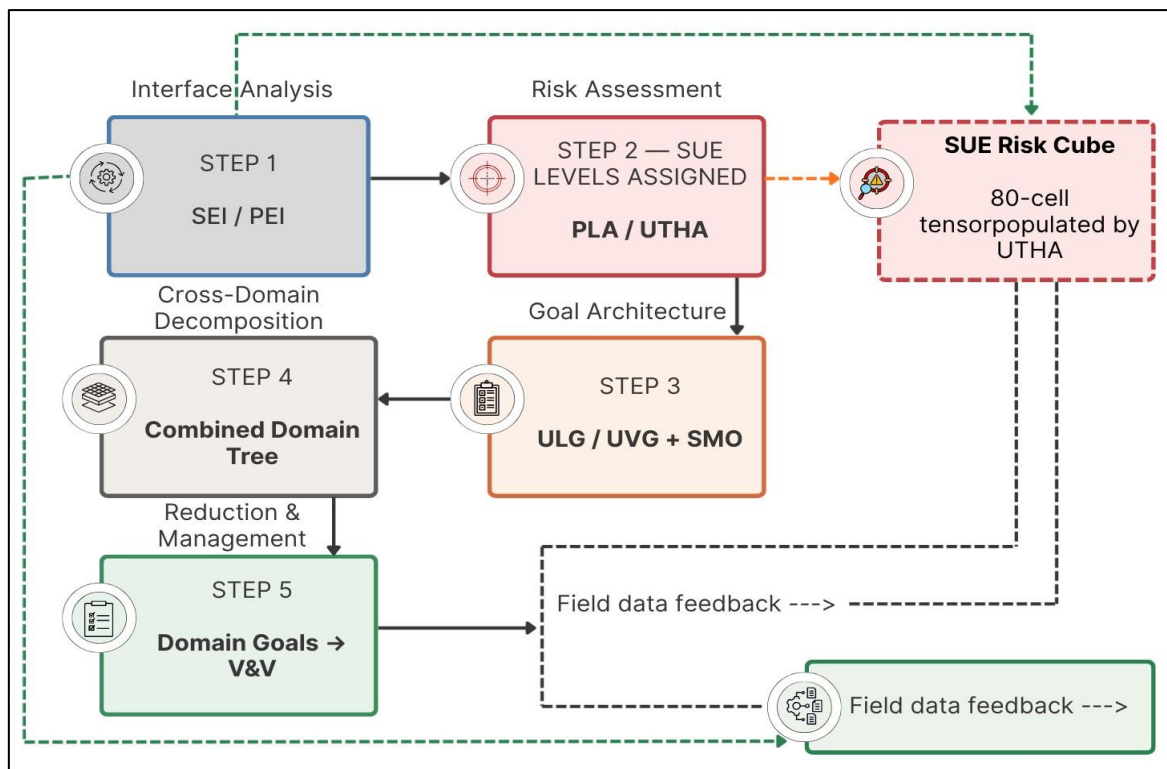 Interface Analysis
STEP 1
SEI / PEI
Risk Assessment
STEP 2 — SUE
LEVELS ASSIGNED
PLA / UTHA
SUE Risk Cube
80-cell
tensorpopulated by
UTHA
Cross-Domain
Decomposition
STEP 4
Combined Domain
Tree
Goal Architecture
STEP 3
ULG / UVG + SMO
Reduction &
Management
STEP 5
Domain Goals →
V&V
Field data feedback --->
Field data feedback --->